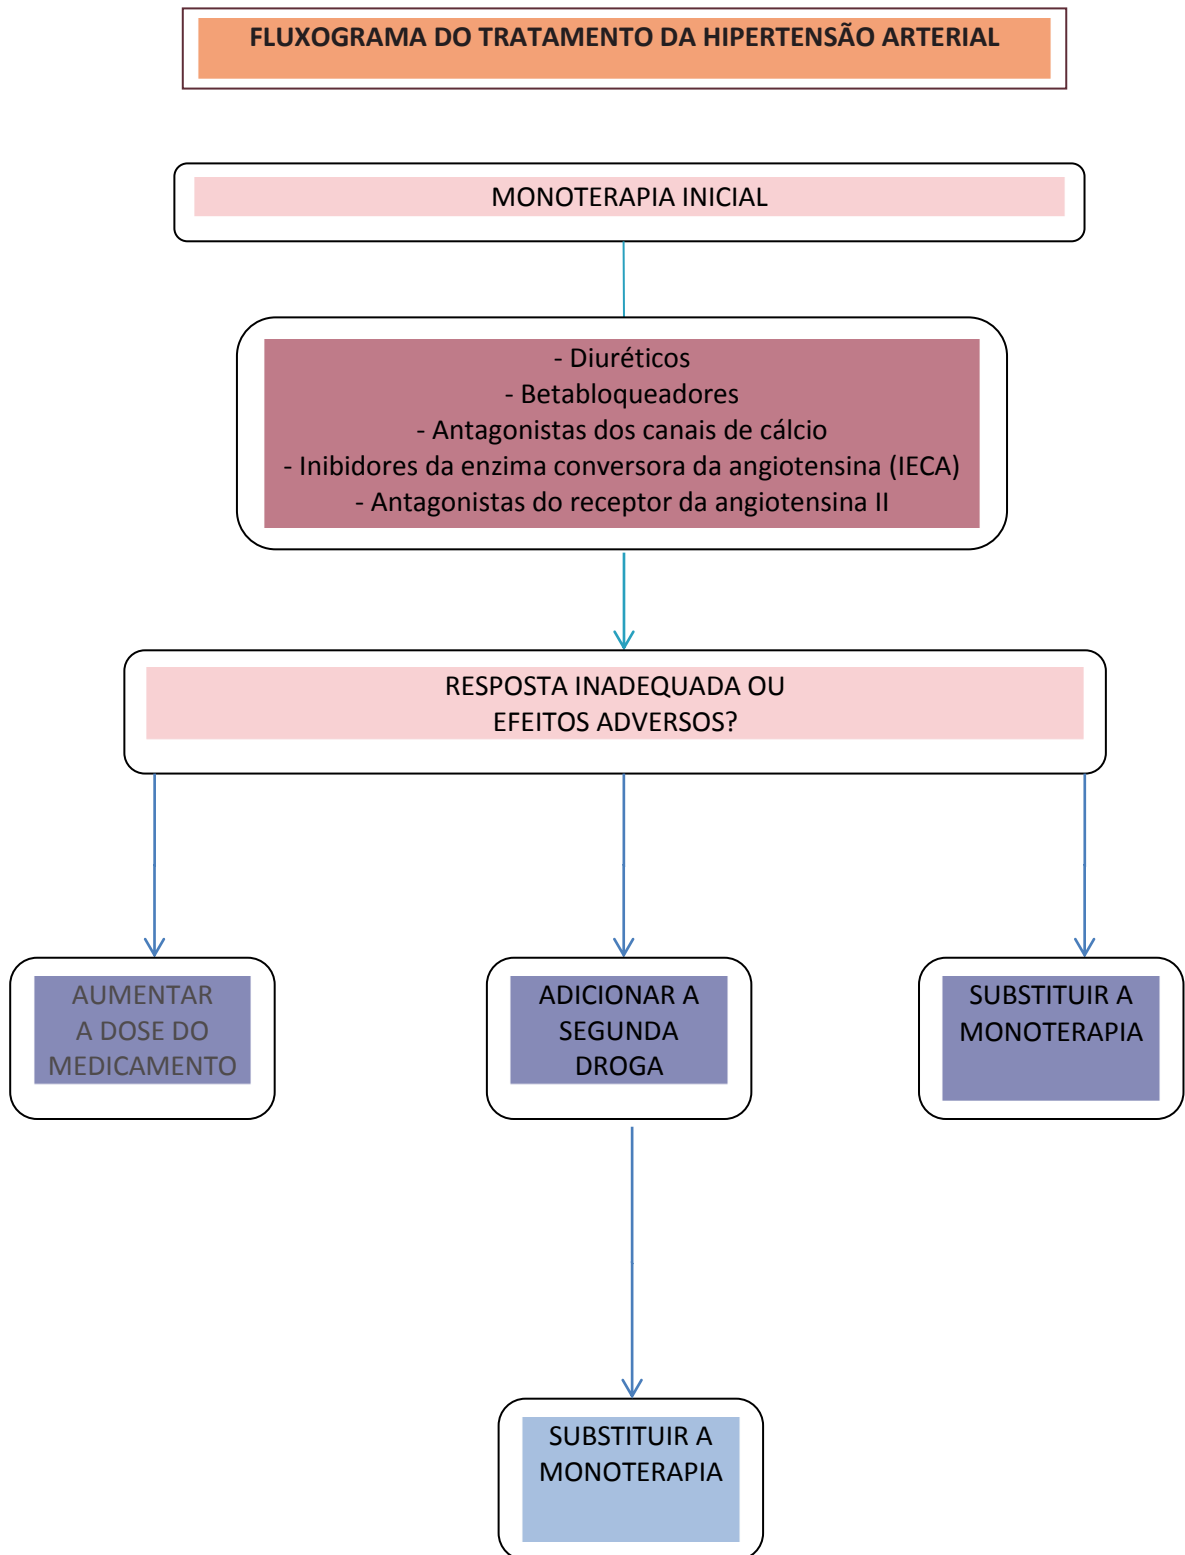 FLUXOGRAMA DO TRATAMENTO DA HIPERTENSÃO ARTERIAL
MONOTERAPIA INICIAL
- Diuréticos
- Betabloqueadores
- Antagonistas dos canais de cálcio
- Inibidores da enzima conversora da angiotensina (IECA)
- Antagonistas do receptor da angiotensina II
RESPOSTA INADEQUADA OU
EFEITOS ADVERSOS?
AUMENTAR
A DOSE DO
MEDICAMENTO
ADICIONAR A
SEGUNDA
DROGA
SUBSTITUIR A
MONOTERAPIA
SUBSTITUIR A
MONOTERAPIA